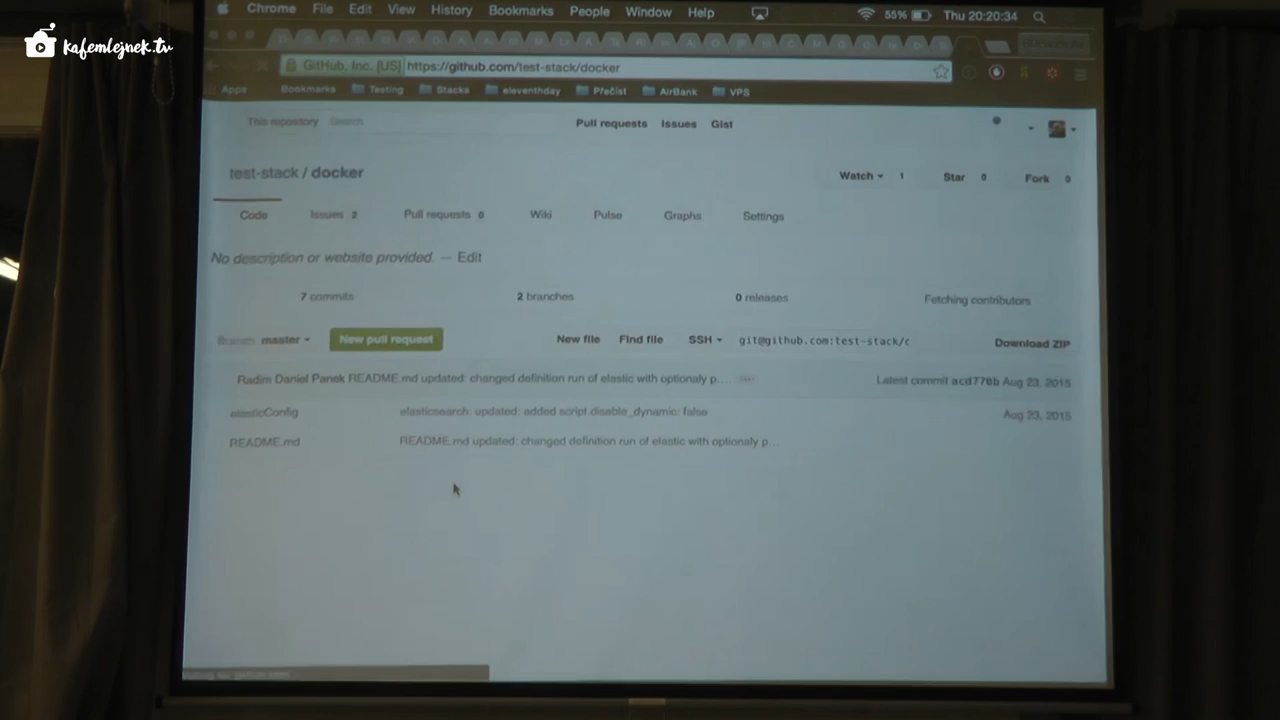 kafemlejnek.tv
Chrome File Edit View History Bookmarks People Window Help 55% Thu 20:20:34
GitHub, Inc. [US] https://github.com/test-stack/docker
Apps Bookmarks Testing Stacks eleventhday Přečíst AirBank VPS
This repository Search Pull requests Issues Gist
test-stack / docker Watch 1 Star 0 Fork 0
Code Issues 2 Pull requests 0 Wiki Pulse Graphs Settings
No description or website provided. — Edit
7 commits 2 branches 0 releases Fetching contributors
Branch: master New pull request New file Find file SSH git@github.com:test-stack/c Download ZIP
Radim Daniel Panek README.md updated: changed definition run of elastic with optionaly p... Latest commit acd770b Aug 23, 2015
elasticConfig elasticsearch: updated: added script.disable_dynamic: false Aug 23, 2015
README.md README.md updated: changed definition run of elastic with optionaly p...